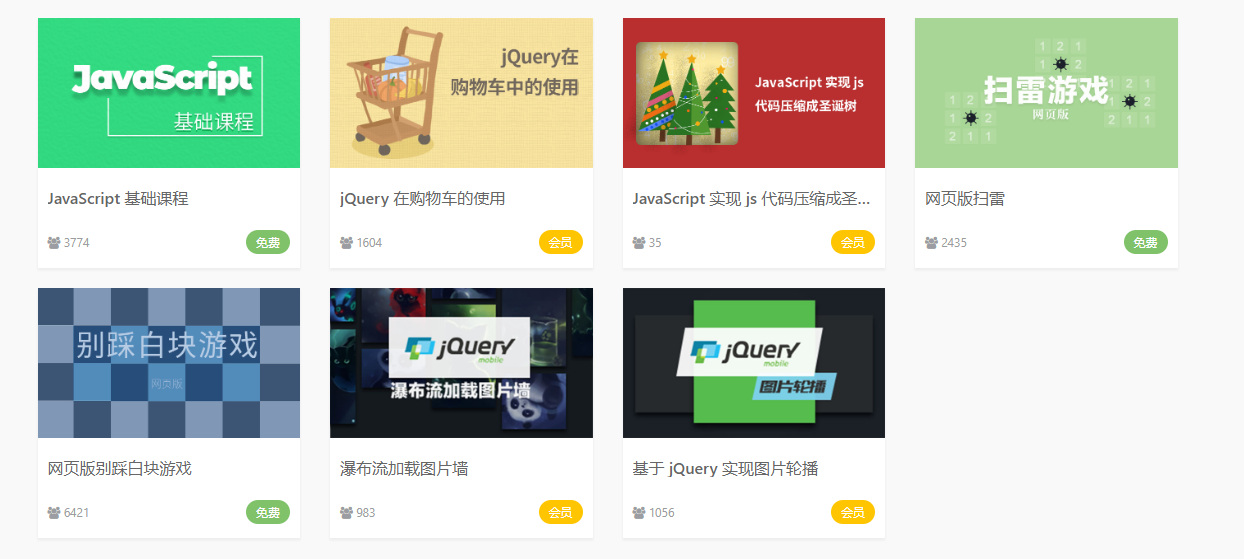 JavaScript
基础课程
jQuery在
购物车中的使用
JavaScript 实现 js
代码压缩成圣诞树
1 2 1
1 1
扫雷游戏
网页版
1 2
1 2
2 1 1
1 2 1
2
2 1 1
JavaScript 基础课程
jQuery 在购物车的使用
JavaScript 实现 js 代码压缩成圣...
网页版扫雷
3774
免费
1604
会员
35
会员
2435
免费
别踩白块游戏
网页版
jQuery
mobile
瀑布流加载图片墙
jQuery
mobile
图片轮播
网页版别踩白块游戏
瀑布流加载图片墙
基于 jQuery 实现图片轮播
6421
免费
983
会员
1056
会员